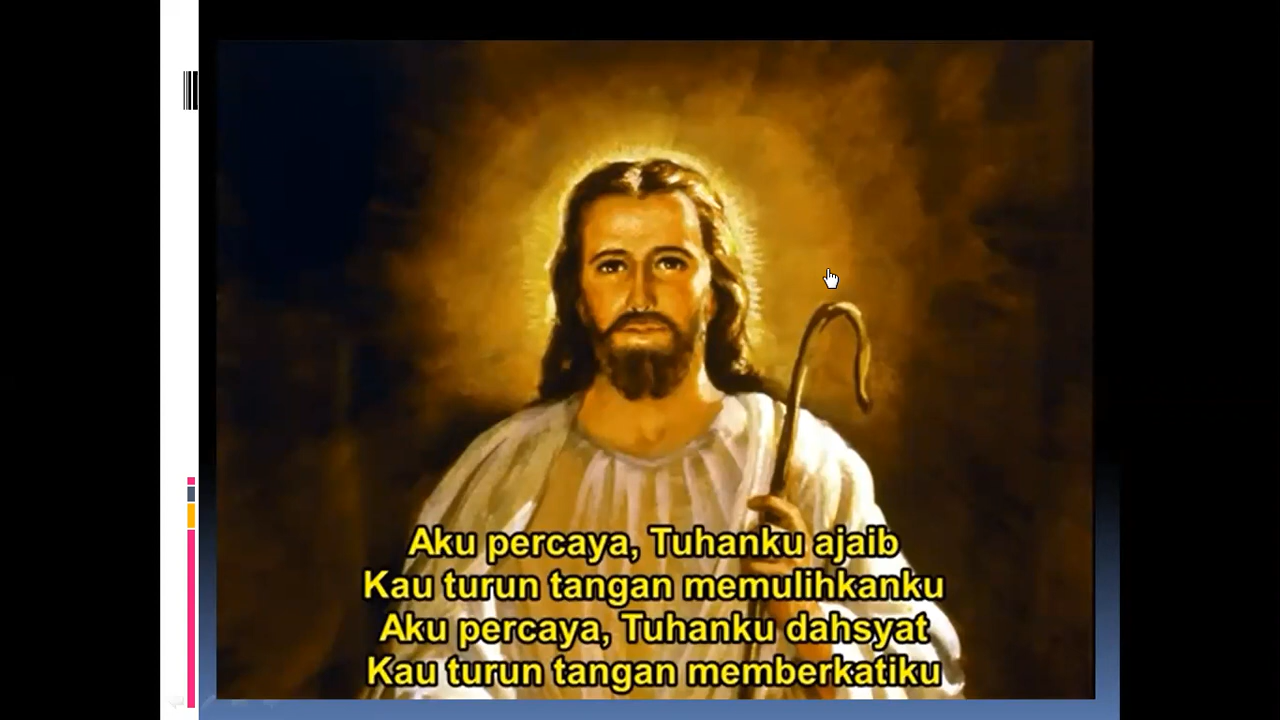 Aku percaya, Tuhanku ajaib
Kau turun tangan memulihkanku
Aku percaya, Tuhanku dahsyat
Kau turun tangan memberkatiku